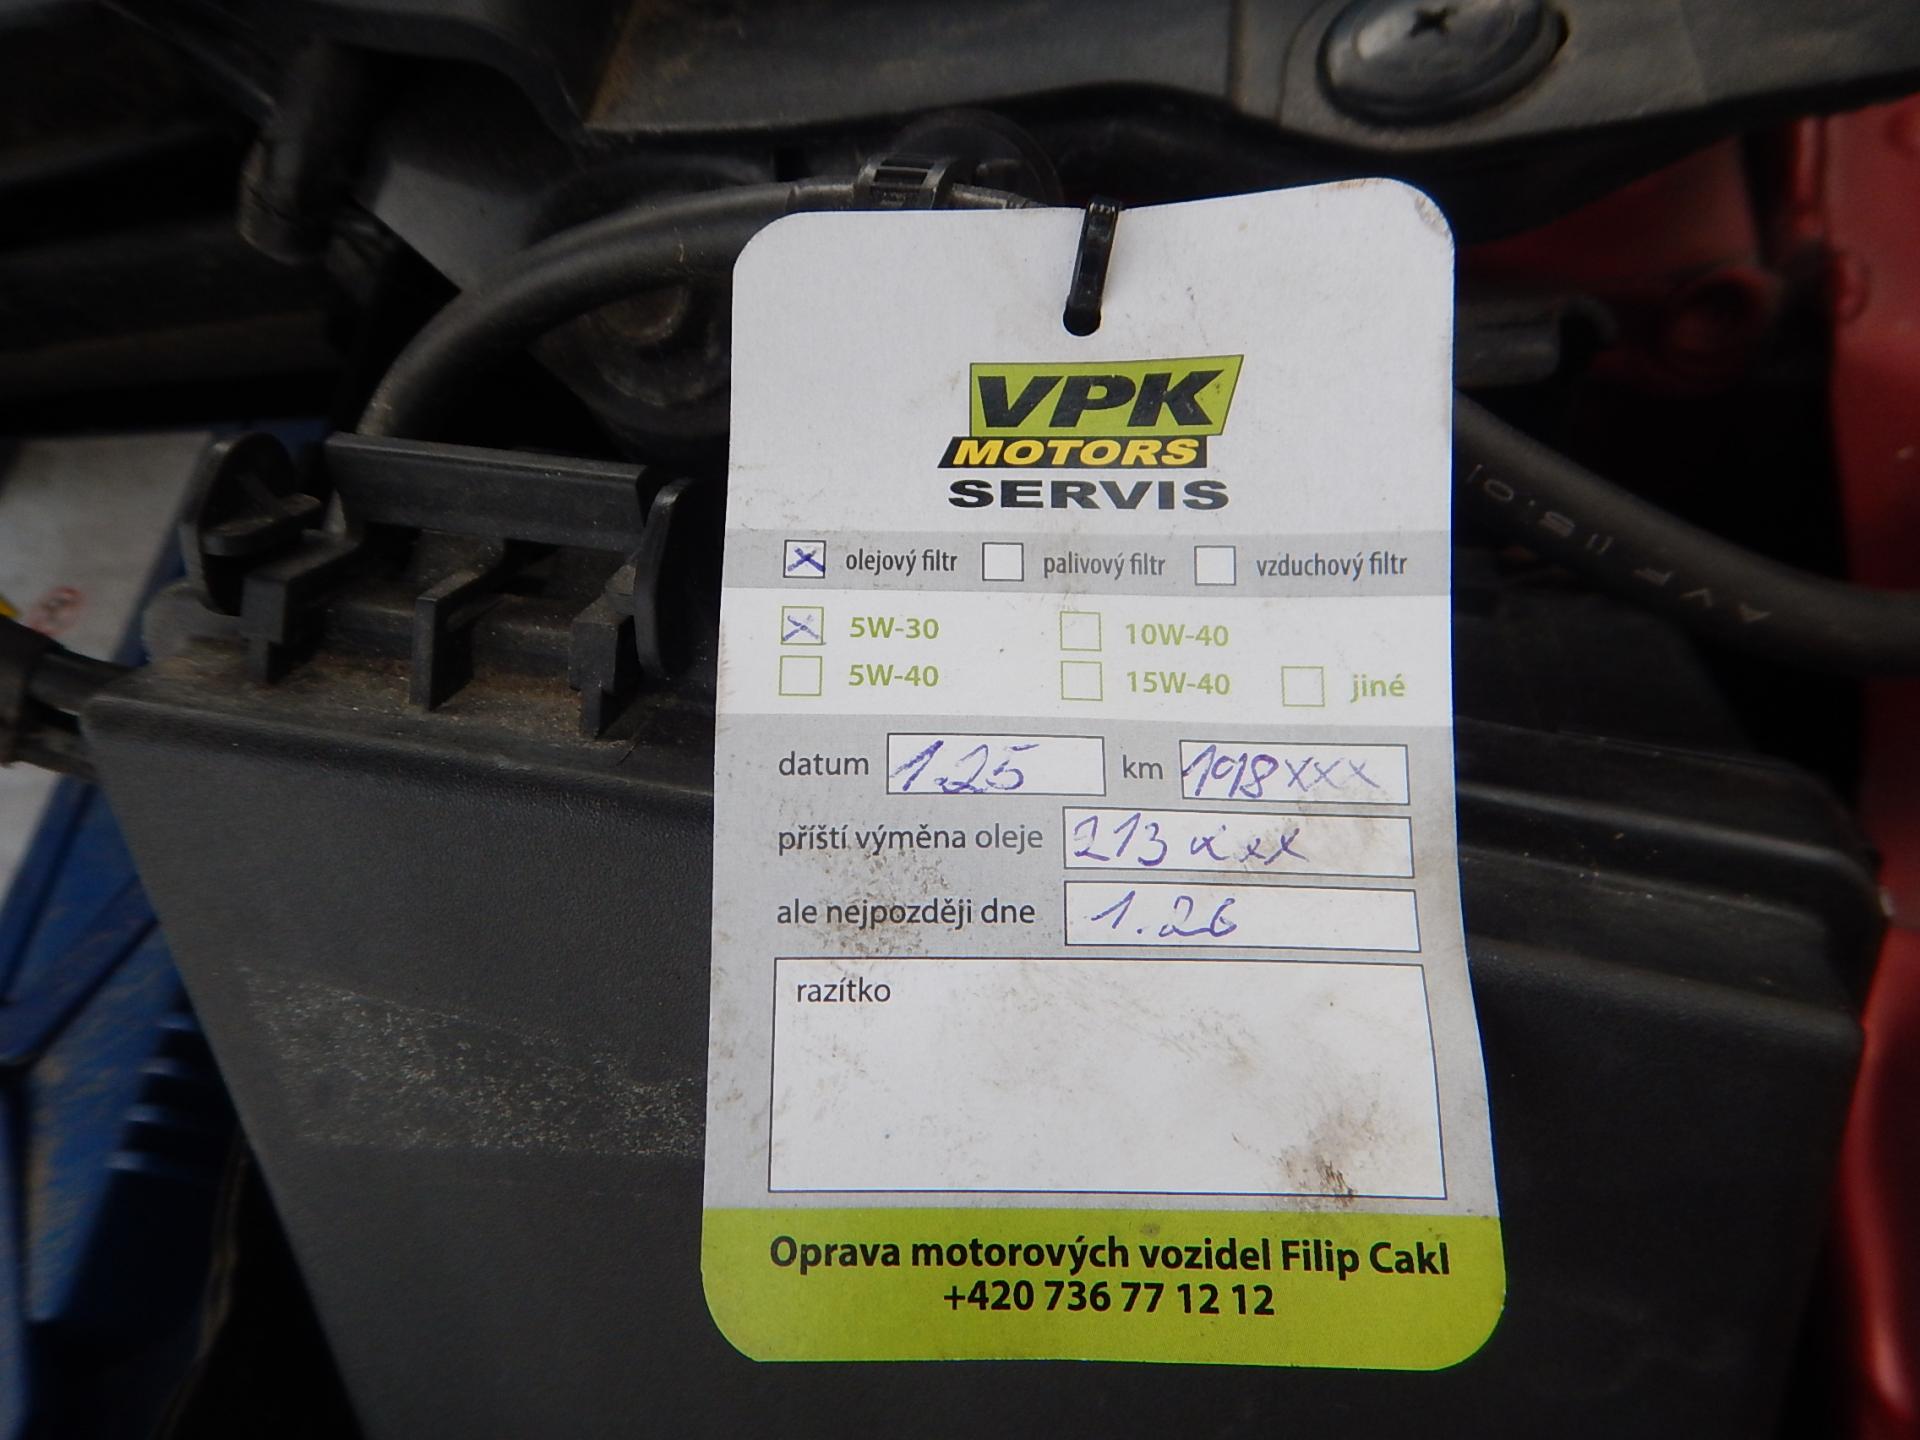 VPK
MOTORS
SERVIS
olejový filtr palivový filtr vzduchový filtr
5W-30 10W-40
5W-40 15W-40 jiné
datum 1.25 km 198xxx
příští výměna oleje 213xxx
ale nejpozději dne 1.26
razítko
Oprava motorových vozidel Filip Cakl
+420 736 77 12 12